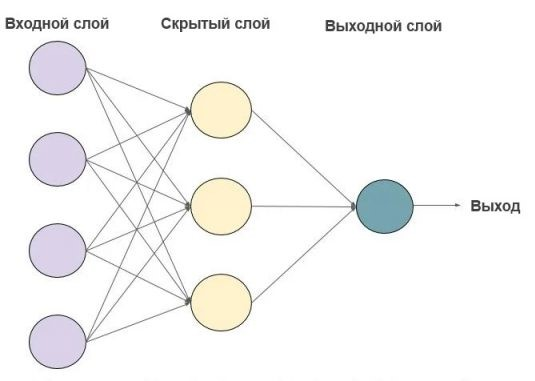 Входной слой
Скрытый слой
Выходной слой
Выход